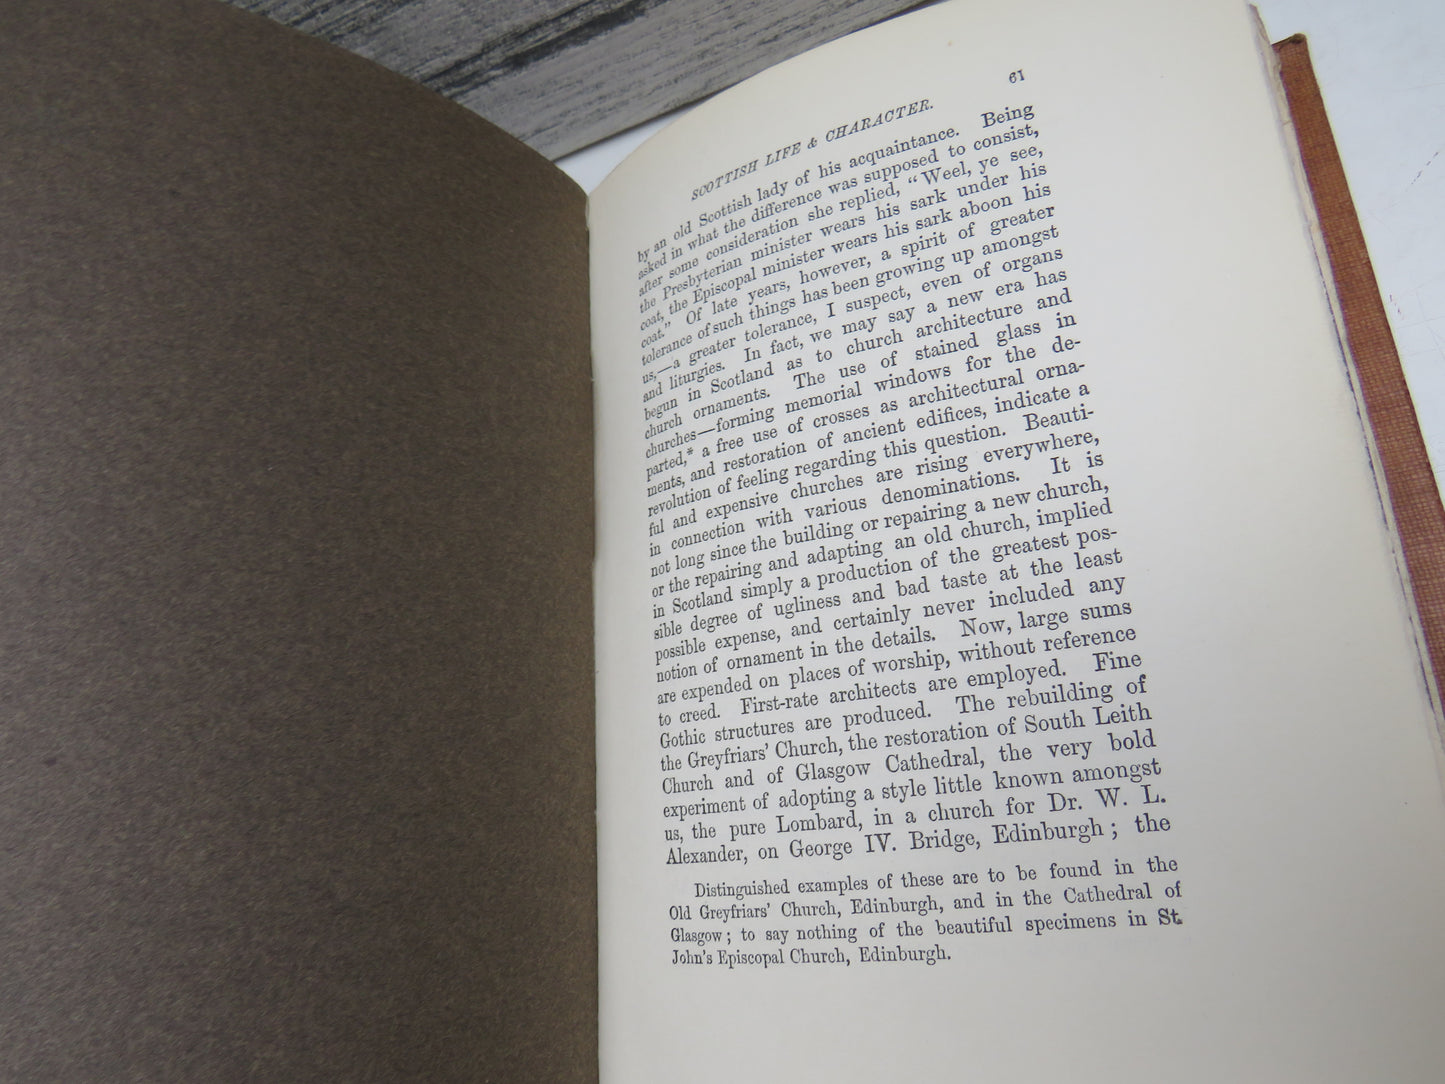 SCOTTISH LIFE & CHARACTER. 61
by an old Scottish lady of his acquaintance. Being
asked in what the difference was supposed to consist,
after some consideration she replied, "Weel, ye see,
the Presbyterian minister wears his sark under his
coat, the Episcopal minister wears his sark aboon his
coat." Of late years, however, a spirit of greater
tolerance of such things has been growing up amongst
us,—a greater tolerance, I suspect, even of organs
and liturgies. In fact, we may say a new era has
begun in Scotland as to church architecture and
church ornaments. The use of stained glass in
churches—forming memorial windows for the de-
parted,* a free use of crosses as architectural orna-
ments, and restoration of ancient edifices, indicate a
revolution of feeling regarding this question. Beauti-
ful and expensive churches are rising everywhere,
in connection with various denominations. It is
not long since the building or repairing a new church,
or the repairing and adapting an old church, implied
in Scotland simply a production of the greatest pos-
sible degree of ugliness and bad taste at the least
possible expense, and certainly never included any
notion of ornament in the details. Now, large sums
are expended on places of worship, without reference
to creed. First-rate architects are employed. Fine
Gothic structures are produced. The rebuilding of
the Greyfriars' Church, the restoration of South Leith
Church and of Glasgow Cathedral, the very bold
experiment of adopting a style little known amongst
us, the pure Lombard, in a church for Dr. W. L.
Alexander, on George IV. Bridge, Edinburgh; the
Distinguished examples of these are to be found in the
Old Greyfriars' Church, Edinburgh, and in the Cathedral of
Glasgow; to say nothing of the beautiful specimens in St.
John's Episcopal Church, Edinburgh.